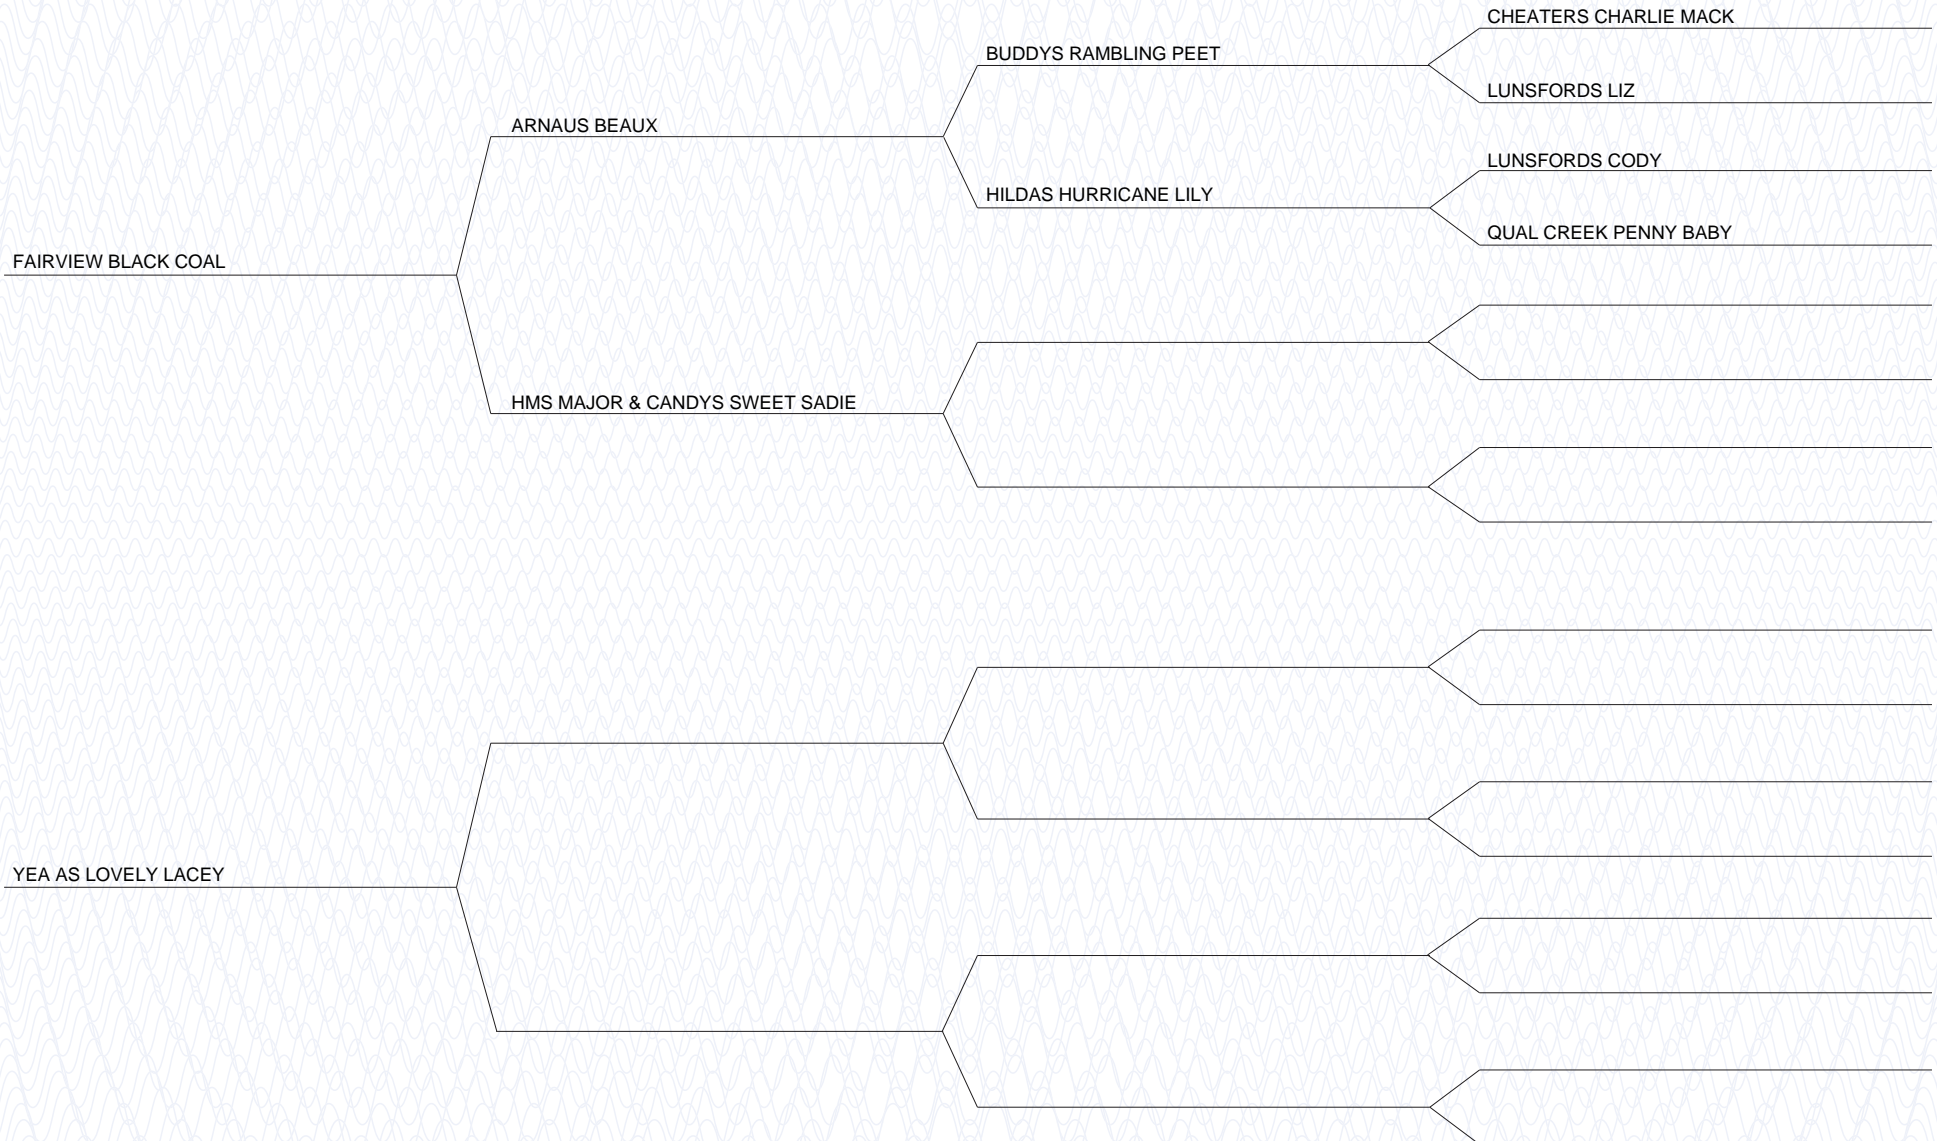 CHEATERS CHARLIE MACK
BUDDYS RAMBLING PEET
LUNSFORDS LIZ
ARNAUS BEAUX
LUNSFORDS CODY
HILDAS HURRICANE LILY
QUAL CREEK PENNY BABY
FAIRVIEW BLACK COAL
HMS MAJOR & CANDYS SWEET SADIE
YEA AS LOVELY LACEY